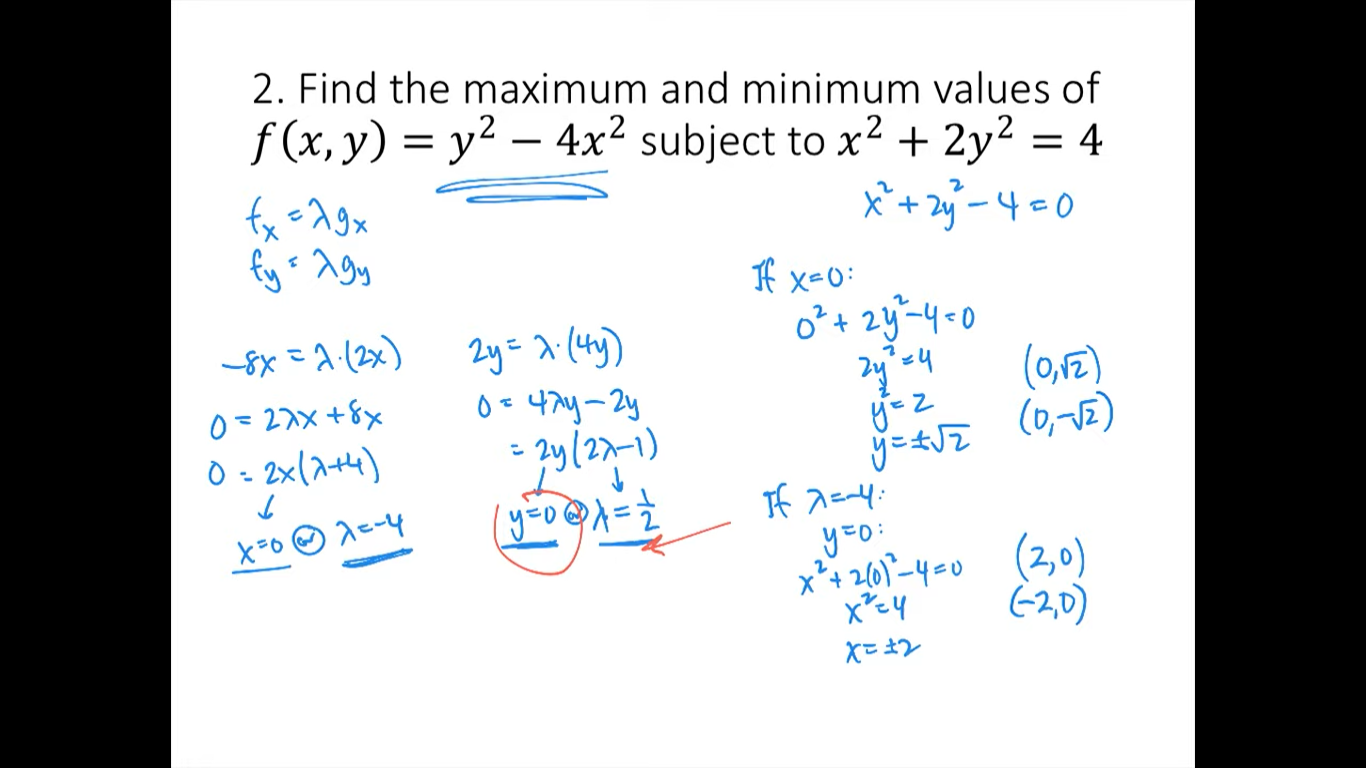 2. Find the maximum and minimum values of
f(x, y) = y² − 4x² subject to x² + 2y² = 4
x² + 2y² − 4 = 0
fx = λgx
fy = λgy
−8x = λ·(2x)
0 = 2λx + 8x
0 = 2x(λ+4)
x=0 or λ=−4
2y = λ·(4y)
0 = 4λy − 2y
= 2y(2λ−1)
y=0 or λ = 1/2
If x=0:
0² + 2y² − 4 = 0
2y² = 4
y² = 2
y = ±√2
(0, √2)
(0, −√2)
If λ=−4:
y=0:
x² + 2(0)² − 4 = 0
x² = 4
x = ±2
(2, 0)
(−2, 0)